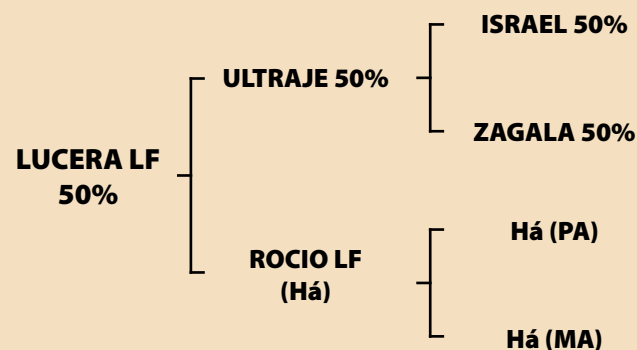 ISRAEL 50%
ULTRAJE 50%
ZAGALA 50%
LUCERA LF
50%
Há (PA)
ROCIO LF
(Há)
Há (MA)